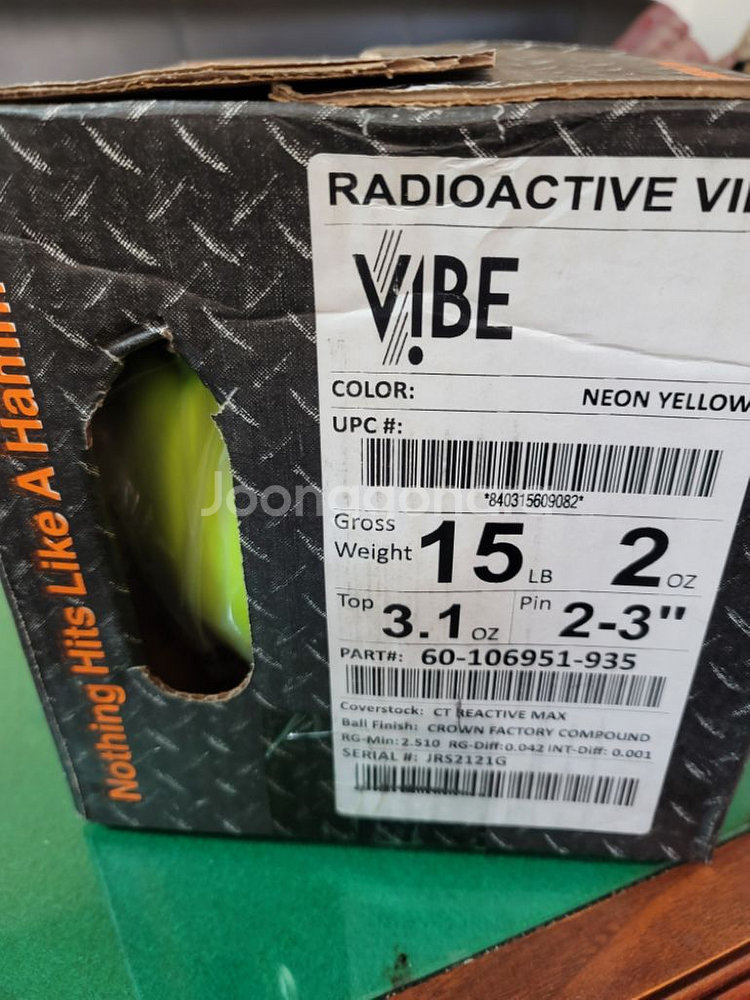 Nothing Hits Like A
RADIOACTIVE
VIBE
COLOR: NEON YELLOW
UPC #:
*840315609082*
Gross Weight 15 LB 2 OZ
Top 3.1 OZ Pin 2-3"
PART#: 60-106951-935
Coverstock: CT REACTIVE MAX
Ball Finish: CROWN FACTORY COMPOUND
RG-Min: 2.510 RG-Diff: 0.042 INT-Diff: 0.001
SERIAL #: JRS2121G